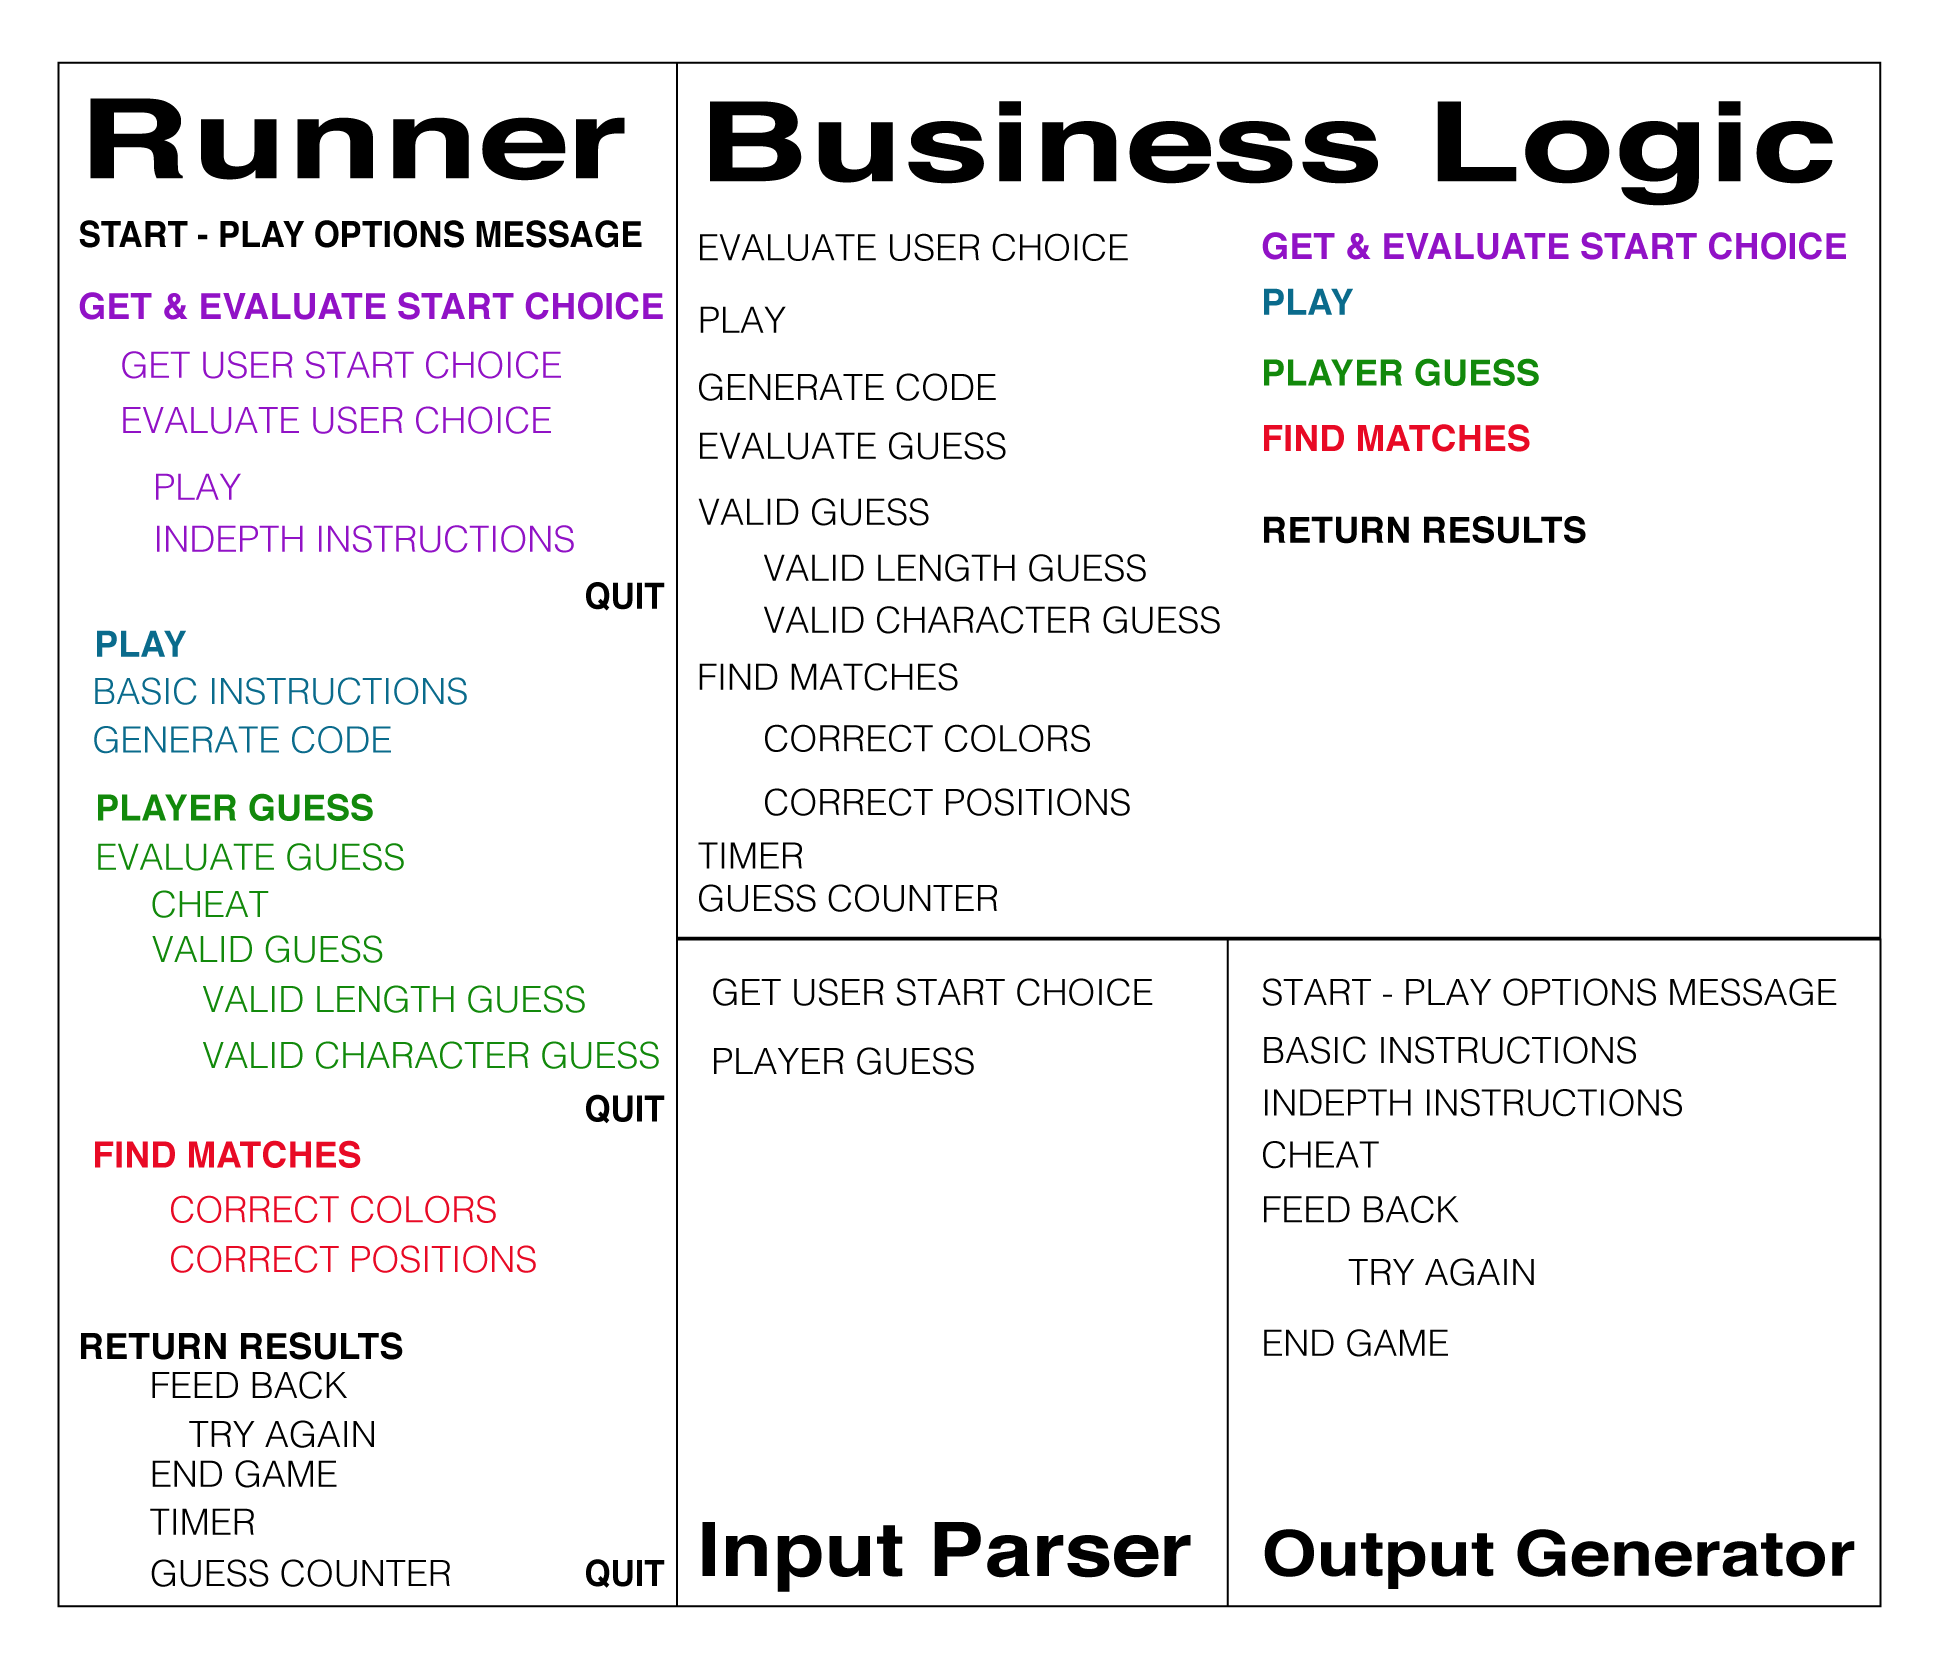 Runner
START - PLAY OPTIONS MESSAGE
GET & EVALUATE START CHOICE
GET USER START CHOICE
EVALUATE USER CHOICE
PLAY
INDEPTH INSTRUCTIONS
QUIT
PLAY
BASIC INSTRUCTIONS
GENERATE CODE
PLAYER GUESS
EVALUATE GUESS
CHEAT
VALID GUESS
VALID LENGTH GUESS
VALID CHARACTER GUESS
QUIT
FIND MATCHES
CORRECT COLORS
CORRECT POSITIONS
RETURN RESULTS
FEED BACK
TRY AGAIN
END GAME
TIMER
GUESS COUNTER
QUIT
Business Logic
EVALUATE USER CHOICE
PLAY
GENERATE CODE
EVALUATE GUESS
VALID GUESS
VALID LENGTH GUESS
VALID CHARACTER GUESS
FIND MATCHES
CORRECT COLORS
CORRECT POSITIONS
TIMER
GUESS COUNTER
GET & EVALUATE START CHOICE
PLAY
PLAYER GUESS
FIND MATCHES
RETURN RESULTS
GET USER START CHOICE
PLAYER GUESS
Input Parser
START - PLAY OPTIONS MESSAGE
BASIC INSTRUCTIONS
INDEPTH INSTRUCTIONS
CHEAT
FEED BACK
TRY AGAIN
END GAME
Output Generator